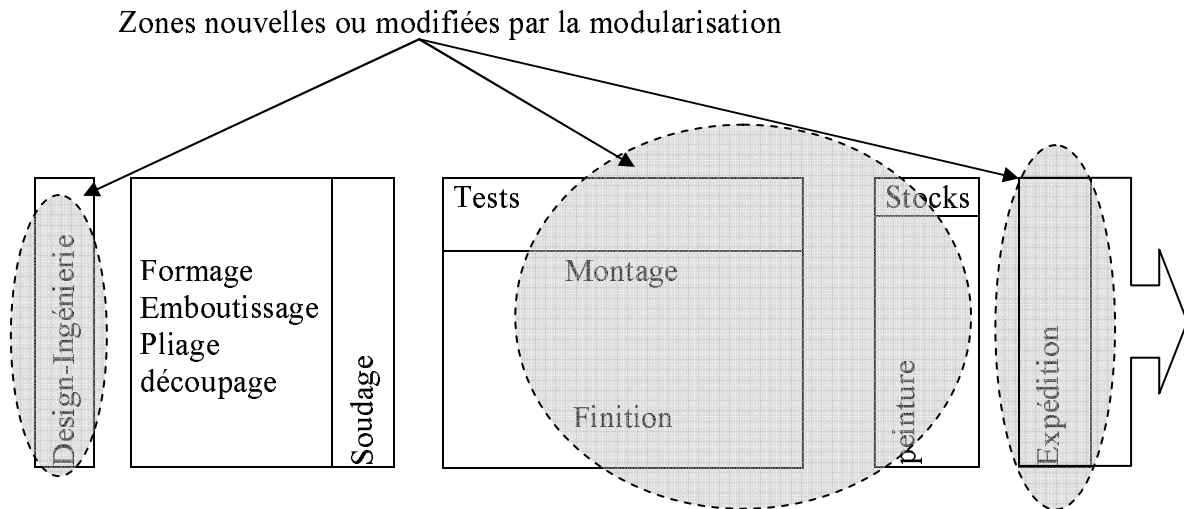 Zones nouvelles ou modifiées par la modularisation
Design-Ingénierie
Formage
Emboutissage
Pliage
découpage
Soudage
Tests
Montage
Finition
Stocks
peinture
Expédition